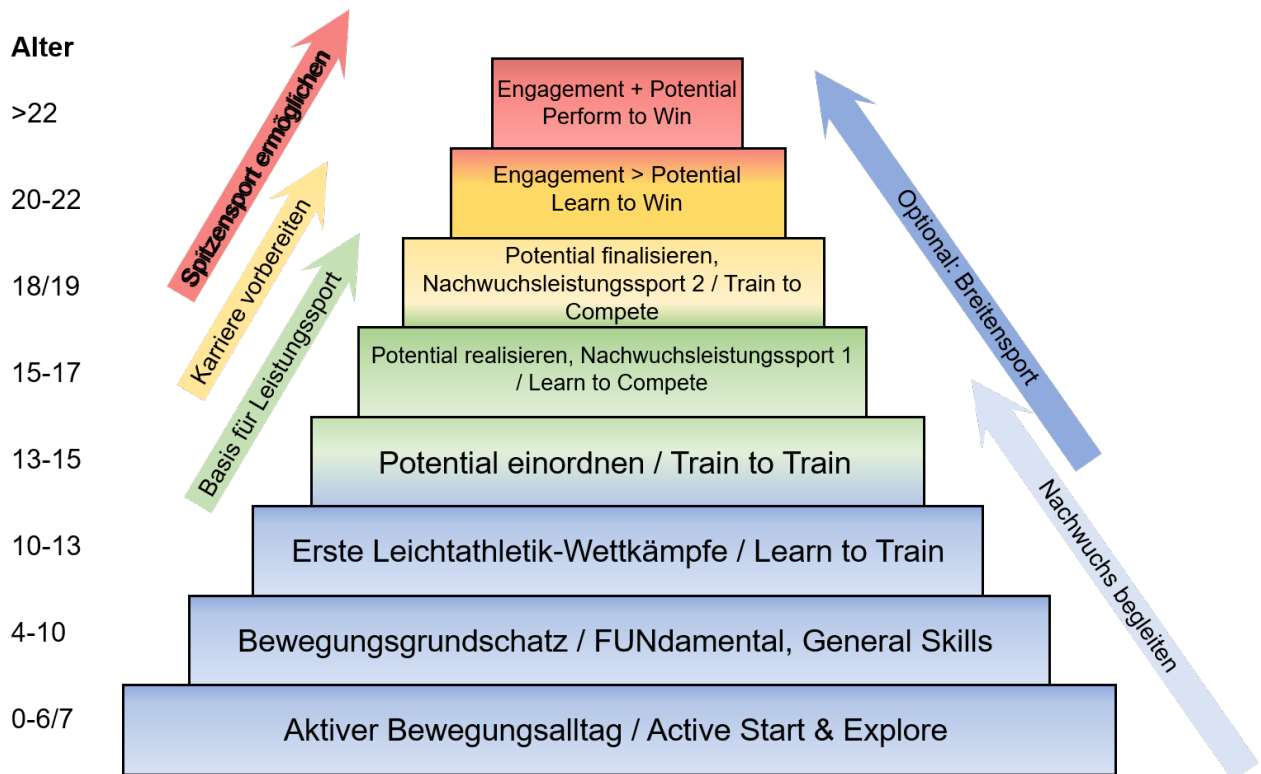 Alter
>22
Engagement + Potential
Perform to Win
20-22
Engagement > Potential
Learn to Win
18/19
Potential finalisieren,
Nachwuchsleistungssport 2 / Train to
Compete
15-17
Potential realisieren, Nachwuchsleistungssport 1
/ Learn to Compete
13-15
Potential einordnen / Train to Train
10-13
Erste Leichtathletik-Wettkämpfe / Learn to Train
4-10
Bewegungsgrundschatz / FUNdamental, General Skills
0-6/7
Aktiver Bewegungsalltag / Active Start & Explore
Spitzensport ermöglichen
Karriere vorbereiten
Basis für Leistungssport
Optional: Breitensport
Nachwuchs begleiten